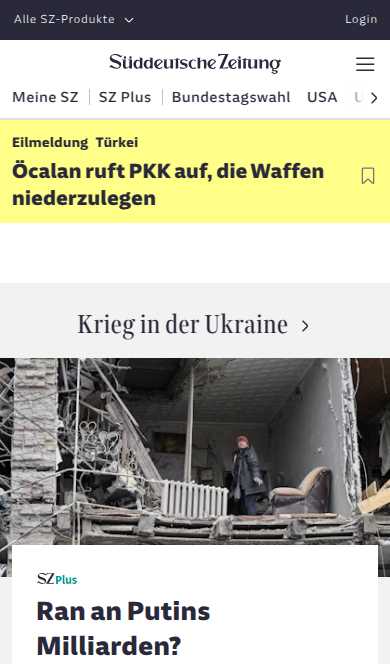 Alle SZ-Produkte
Login
Süddeutsche Zeitung
Meine SZ
SZ Plus
Bundestagswahl
USA
Eilmeldung Türkei
Öcalan ruft PKK auf, die Waffen
niederzulegen
Krieg in der Ukraine
SZ Plus
Ran an Putins
Milliarden?